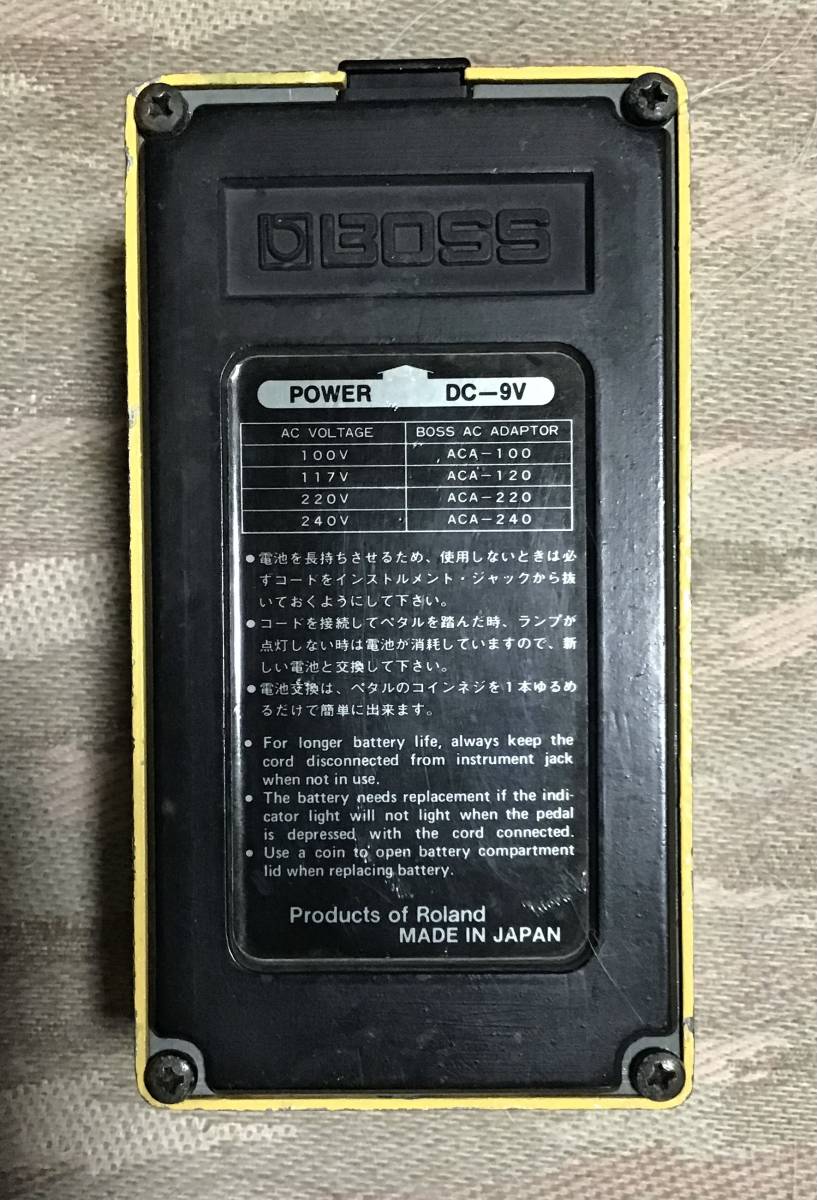 BOSS
POWER DC-9V
AC VOLTAGE BOSS AC ADAPTOR
100V ACA-100
117V ACA-120
220V ACA-220
240V ACA-240
●電池を長持ちさせるため、使用しないときは必
ずコードをインストルメント・ジャックから抜
いておくようにして下さい。
●コードを接続してペタルを踏んだ時、ランプが
点灯しない時は電池が消耗していますので、新
しい電池と交換して下さい。
●電池交換は、ペタルのコインネジを1本ゆるめ
るだけで簡単に出来ます。
● For longer battery life, always keep the
cord disconnected from instrument jack
when not in use.
● The battery needs replacement if the indi-
cator light will not light when the pedal
is depressed with the cord connected.
● Use a coin to open battery compartment
lid when replacing battery.
Products of Roland
MADE IN JAPAN